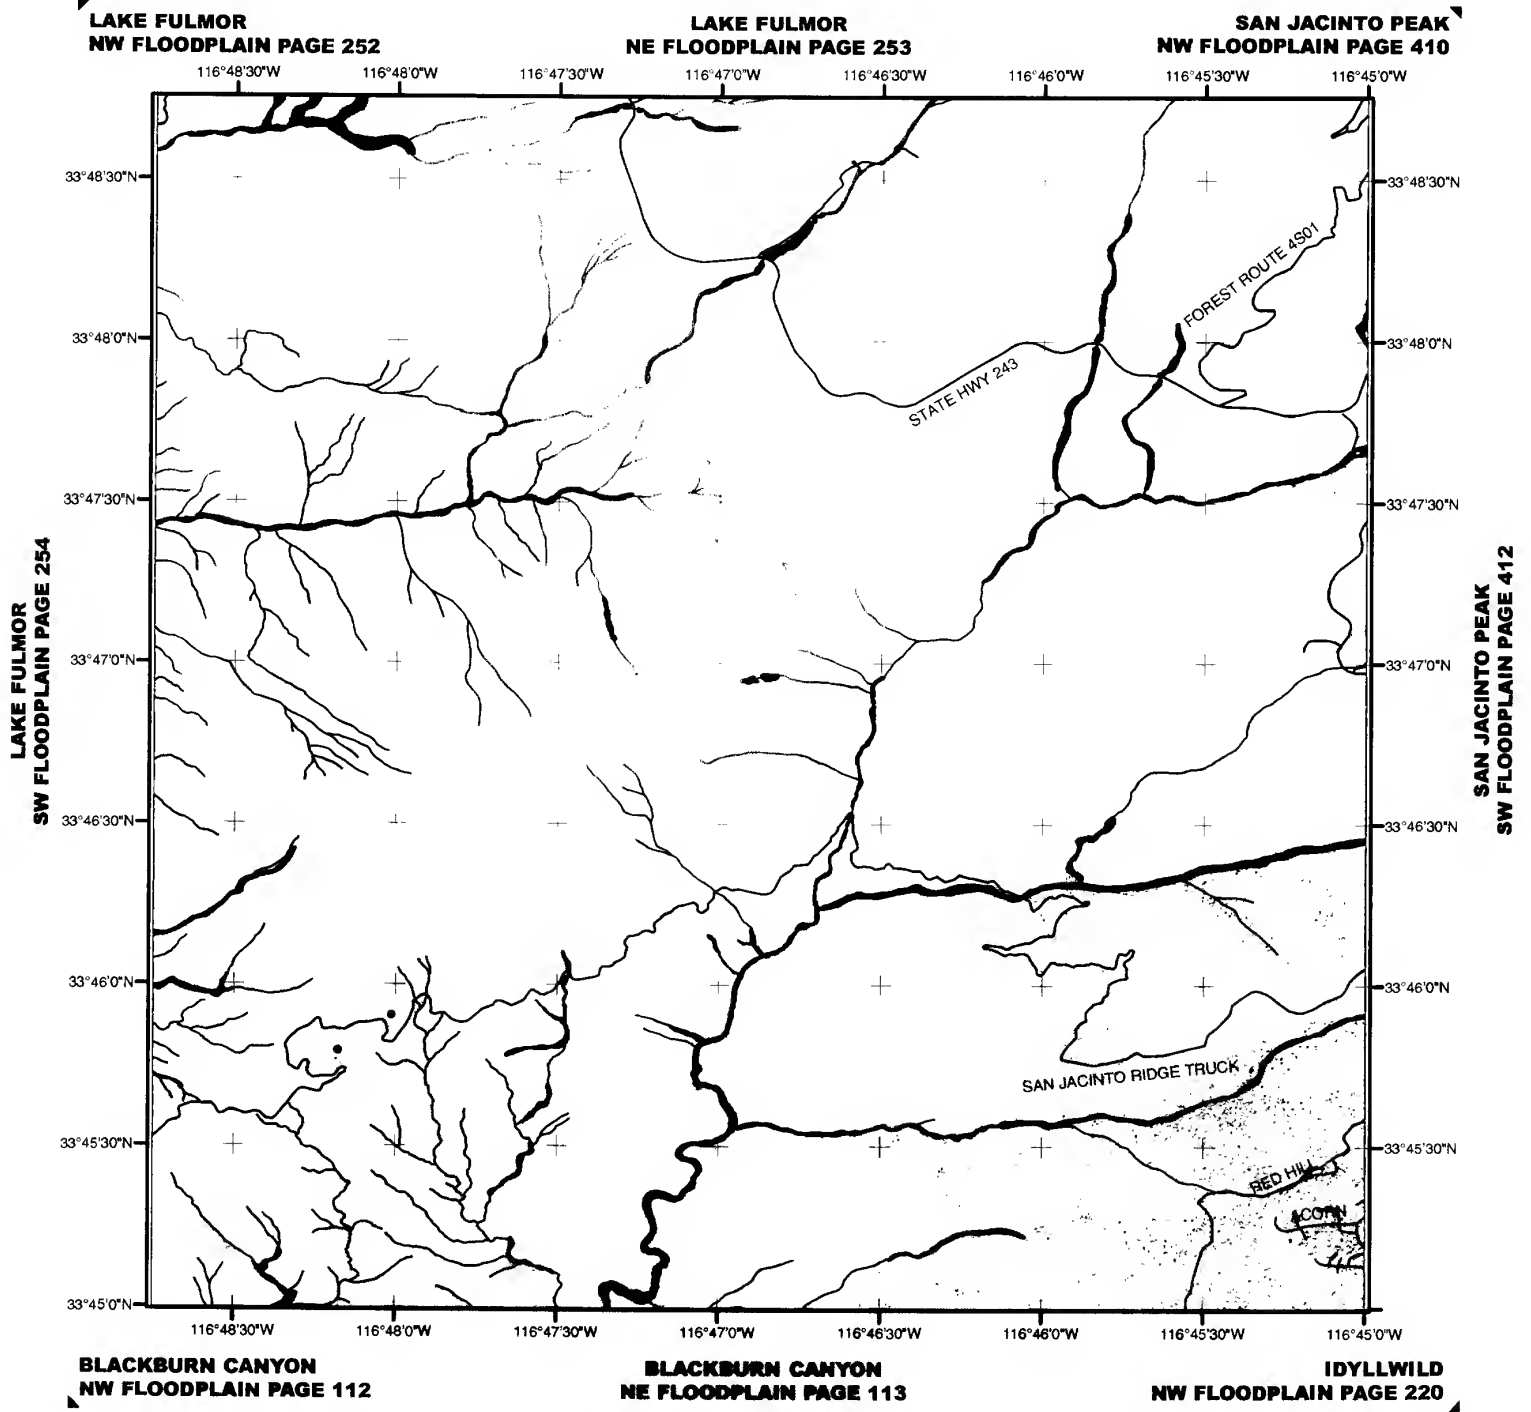 LAKE FULMOR
NW FLOODPLAIN PAGE 252
LAKE FULMOR
NE FLOODPLAIN PAGE 253
SAN JACINTO PEAK
NW FLOODPLAIN PAGE 410
116°48'30"W
116°48'0"W
116°47'30"W
116°47'0"W
116°46'30"W
116°46'0"W
116°45'30"W
116°45'0"W
33°48'30"N
33°48'30"N
FOREST ROUTE 4S01
33°48'0"N
33°48'0"N
STATE HWY 243
33°47'30"N
33°47'30"N
LAKE FULMOR
SW FLOODPLAIN PAGE 254
SAN JACINTO PEAK
SW FLOODPLAIN PAGE 412
33°47'0"N
33°47'0"N
33°46'30"N
33°46'30"N
33°46'0"N
33°46'0"N
SAN JACINTO RIDGE TRUCK
33°45'30"N
33°45'30"N
RED HILL
ACORN
33°45'0"N
116°48'30"W
116°48'0"W
116°47'30"W
116°47'0"W
116°46'30"W
116°46'0"W
116°45'30"W
116°45'0"W
BLACKBURN CANYON
NW FLOODPLAIN PAGE 112
BLACKBURN CANYON
NE FLOODPLAIN PAGE 113
IDYLLWILD
NW FLOODPLAIN PAGE 220